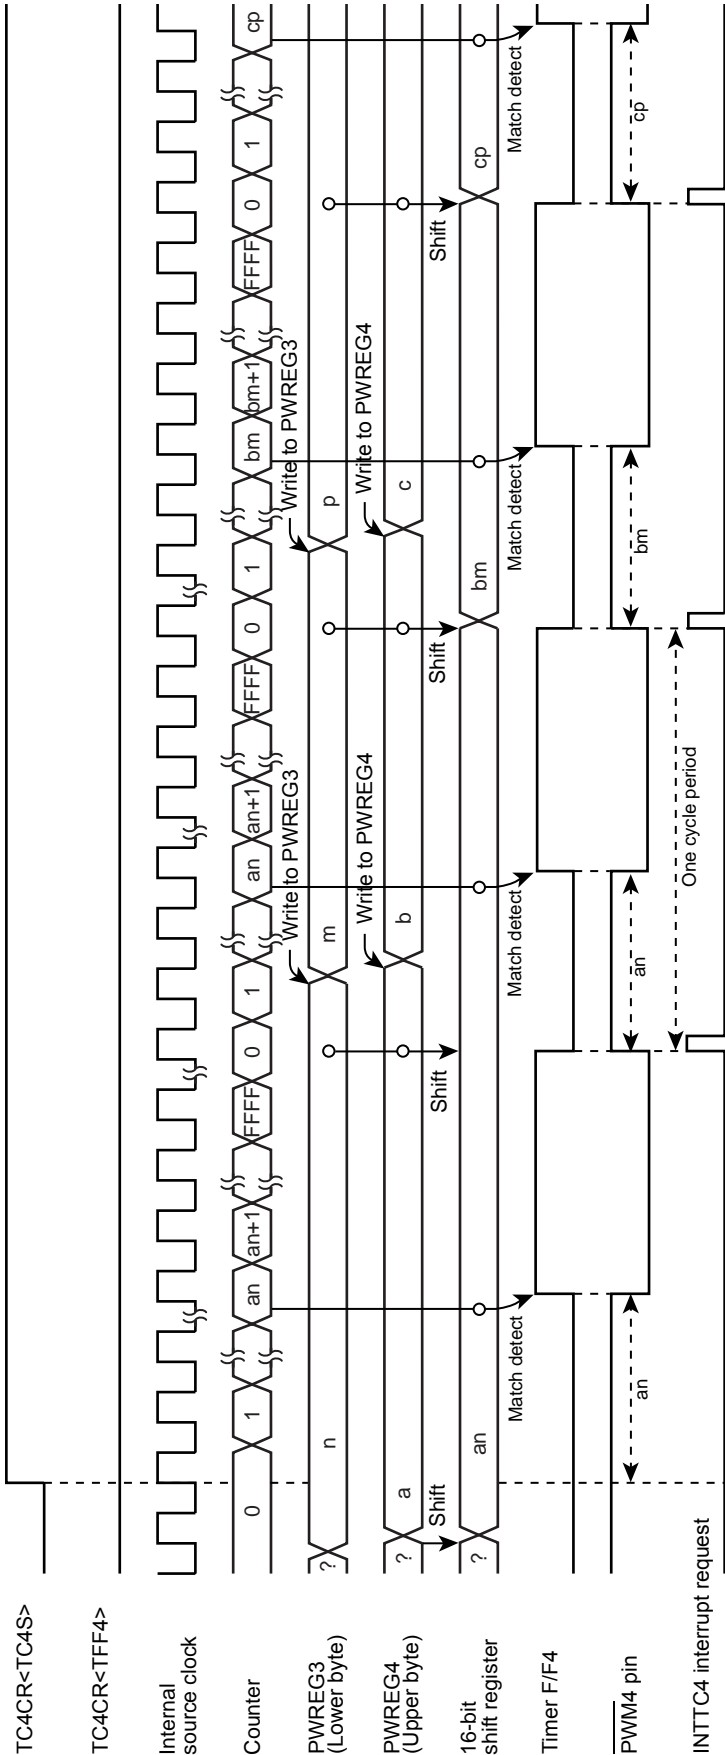 TC4CR<TC4S>
TC4CR<TFF4>
Internal
source clock
Counter
0 1 an an+1 FFFF 0 1 an an+1 FFFF 0 1 bm bm+1 FFFF 0 1 cp
Write to PWREG3
Write to PWREG3
PWREG3
(Lower byte)
? n m p
Write to PWREG4
Write to PWREG4
PWREG4
(Upper byte)
? a b c
Shift
Shift
Shift
Shift
16-bit
shift register
? an bm cp
Match detect
Match detect
Match detect
Match detect
Timer F/F4
PWM4 pin
an
an
bm
cp
One cycle period
INTTC4 interrupt request